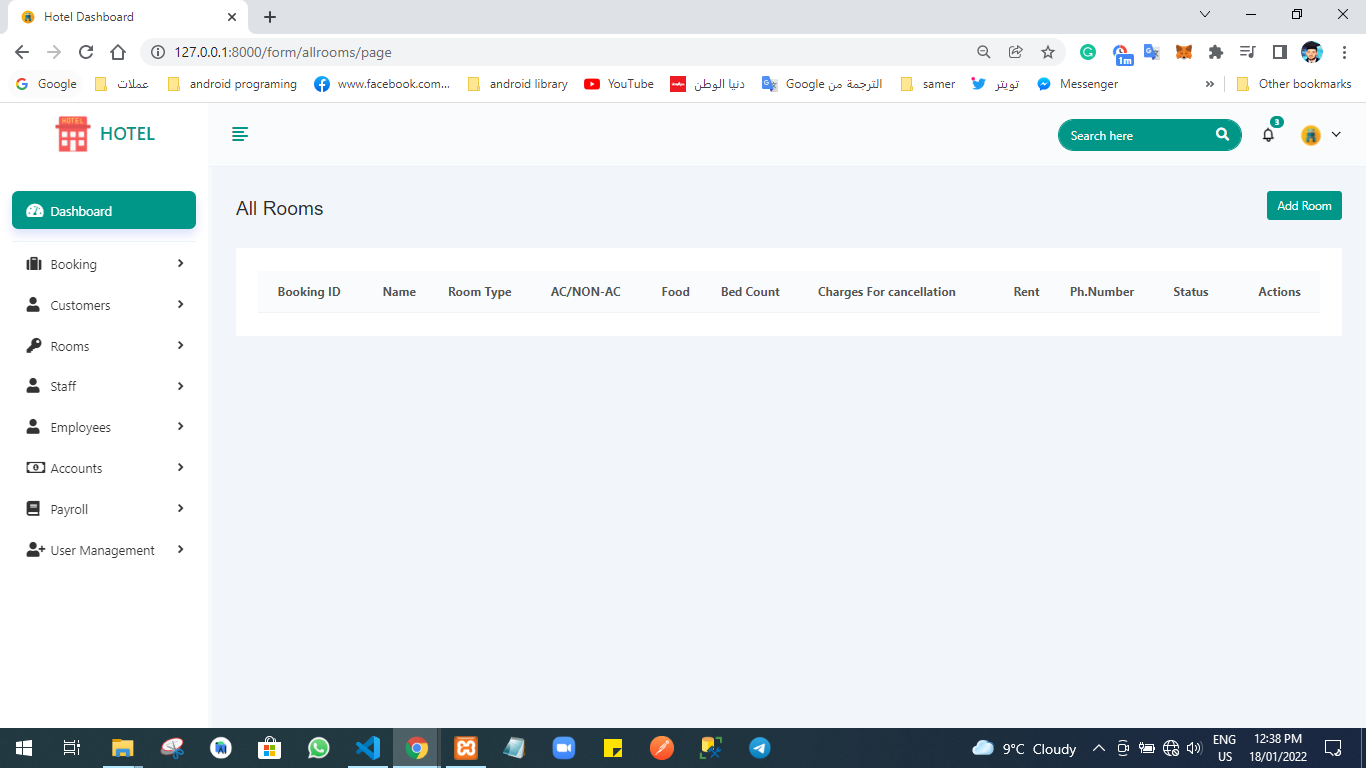 Hotel Dashboard
127.0.0.1:8000/form/allrooms/page
1m
Google عملات android programing www.facebook.com... android library YouTube دنيا الوطن Google الترجمة من samer تويتر Messenger » Other bookmarks
HOTEL HOTEL
Search here
3
Dashboard
All Rooms
Add Room
Booking
Booking ID Name Room Type AC/NON-AC Food Bed Count Charges For cancellation Rent Ph.Number Status Actions
Customers
Rooms
Staff
Employees
Accounts
Payroll
User Management
9°C Cloudy
ENG
US
12:38 PM
18/01/2022